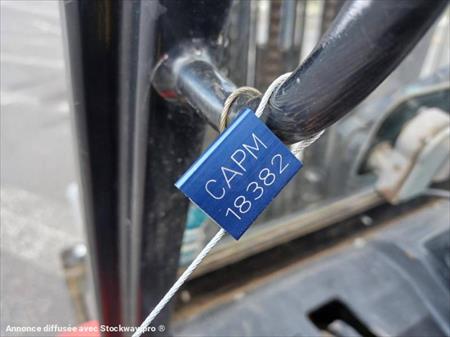 CAPM
18382
Annonce diffusée avec Stockway.pro ®